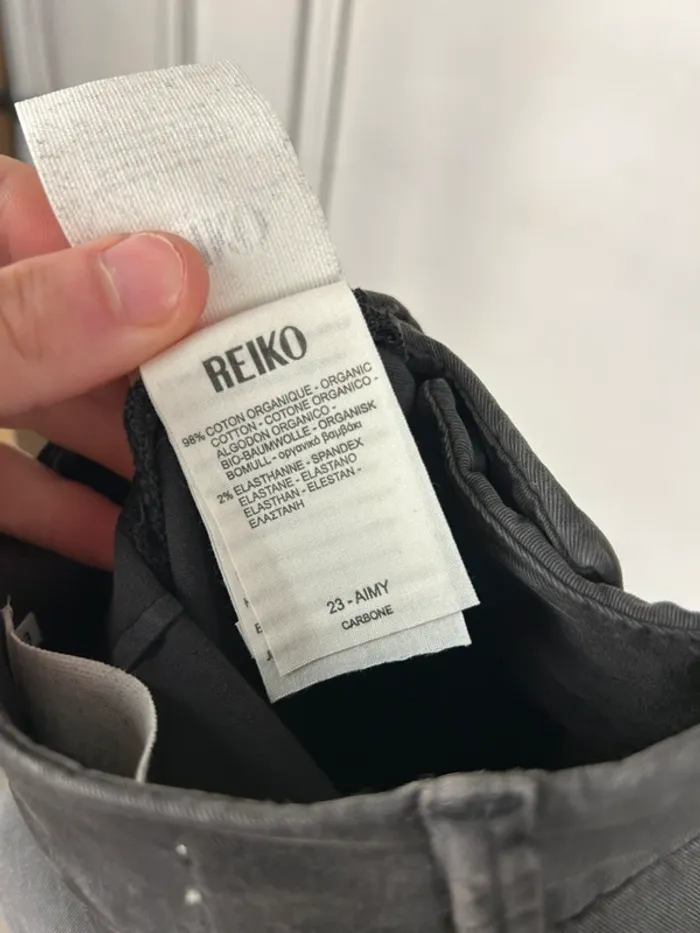 REIKO
98% COTON ORGANIQUE - ORGANIC
COTTON - COTONE ORGANICO -
ALGODON ORGANICO -
BIO-BAUMWOLLE - ORGANISK
BOMULL - οργανικό βαμβάκι
2% ELASTHANNE - SPANDEX
ELASTANE - ELASTANO
ELASTHAN - ELESTAN -
ΕΛΑΣΤΑΝΗ
23 - AIMY
CARBONE